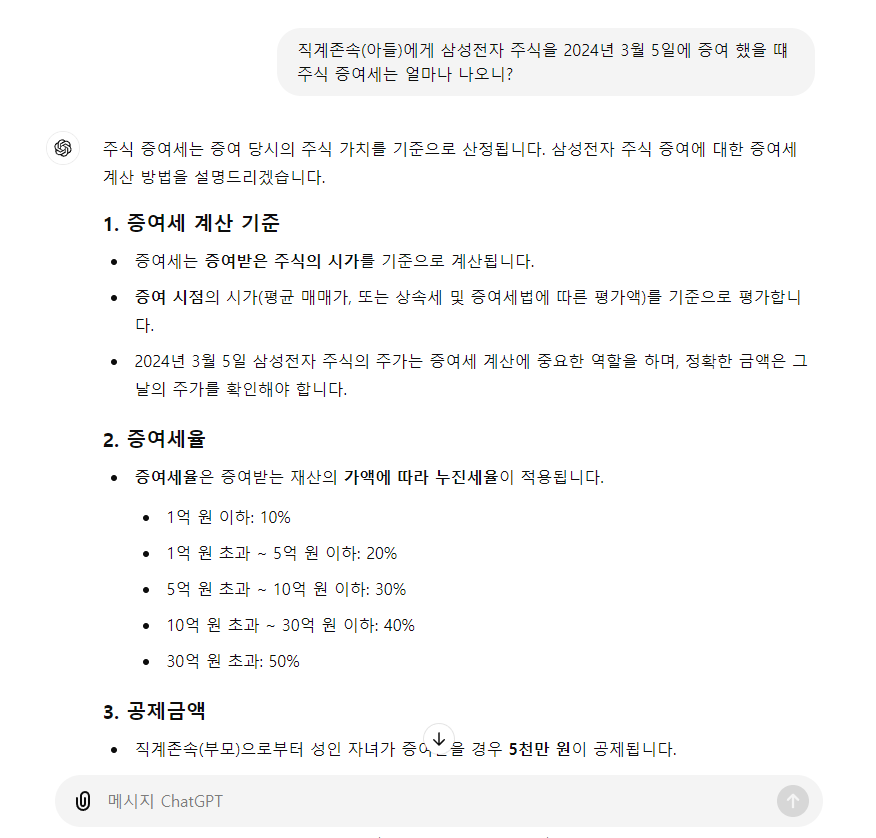 직계존속(아들)에게 삼성전자 주식을 2024년 3월 5일에 증여 했을 떄
주식 증여세는 얼마나 나오니?
주식 증여세는 증여 당시의 주식 가치를 기준으로 산정됩니다. 삼성전자 주식 증여에 대한 증여세
계산 방법을 설명드리겠습니다.
1. 증여세 계산 기준
• 증여세는 증여받은 주식의 시가를 기준으로 계산됩니다.
• 증여 시점의 시가(평균 매매가, 또는 상속세 및 증여세법에 따른 평가액)를 기준으로 평가합니
다.
• 2024년 3월 5일 삼성전자 주식의 주가는 증여세 계산에 중요한 역할을 하며, 정확한 금액은 그
날의 주가를 확인해야 합니다.
2. 증여세율
• 증여세율은 증여받는 재산의 가액에 따라 누진세율이 적용됩니다.
• 1억 원 이하: 10%
• 1억 원 초과 ~ 5억 원 이하: 20%
• 5억 원 초과 ~ 10억 원 이하: 30%
• 10억 원 초과 ~ 30억 원 이하: 40%
• 30억 원 초과: 50%
3. 공제금액
• 직계존속(부모)으로부터 성인 자녀가 경우 5천만 원이 공제됩니다.
메시지 ChatGPT